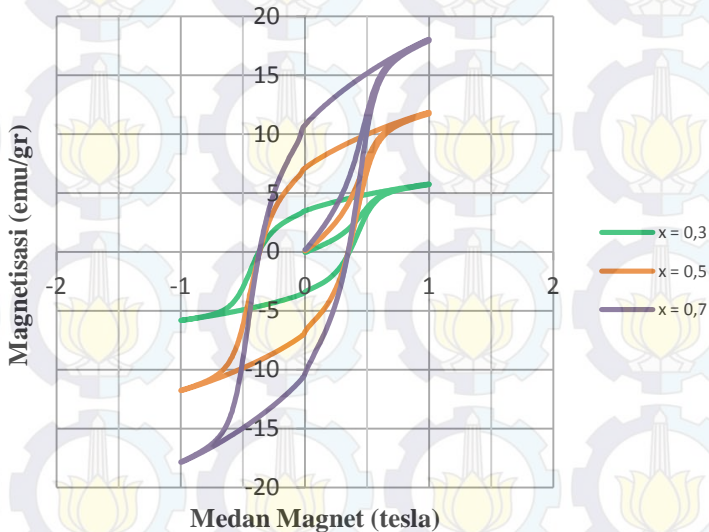 20
15
10
5
0
-5
-10
-15
-20
-2
-1
0
1
2
Magnetisasi (emu/gr)
Medan Magnet (tesla)
x = 0,3
x = 0,5
x = 0,7